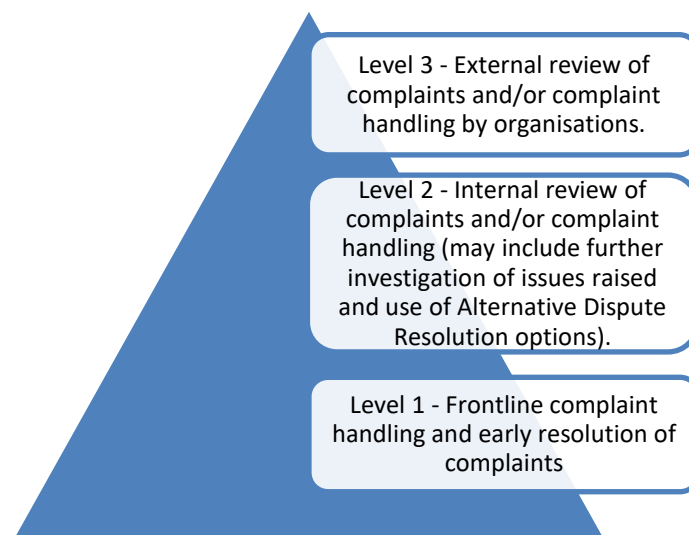 Level 3 - External review of
complaints and/or complaint
handling by organisations.
Level 2 - Internal review of
complaints and/or complaint
handling (may include further
investigation of issues raised
and use of Alternative Dispute
Resolution options).
Level 1 - Frontline complaint
handling and early resolution of
complaints